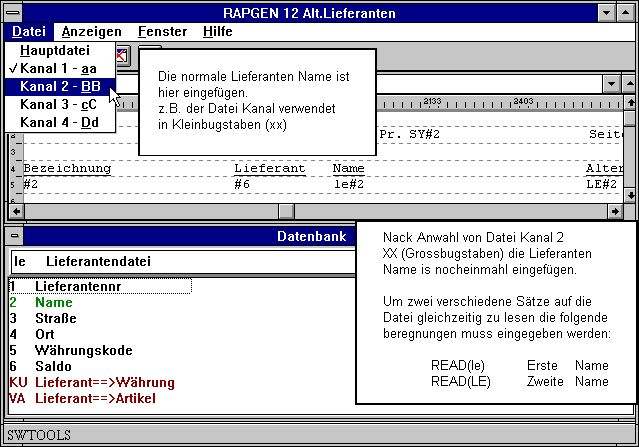 RAPGEN 12 Alt.Lieferanten
Datei Anzeigen Fenster Hilfe
Hauptdatei
✓ Kanal 1 - aa
Kanal 2 - BB
Kanal 3 - cC
Kanal 4 - Dd
Die normale Lieferanten Name ist
hier eingefügen.
z.B. der Datei Kanal verwendet
in Kleinbugstaben (xx)
2133 2403
2 Pr. SY#2 Seite
3
4 Bezeichnung Lieferant Name Alter
5 #2 #6 le#2 LE#2
Datenbank
le Lieferantendatei
1 Lieferantennr
2 Name
3 Straße
4 Ort
5 Währungskode
6 Saldo
KU Lieferant==>Währung
VA Lieferant==>Artikel
Nack Anwahl von Datei Kanal 2
XX (Grossbugstaben) die Lieferanten
Name is nocheinmahl eingefügen.
Um zwei verschiedene Sätze auf die
Datei gleichzeitig zu lesen die folgende
beregnungen muss eingegeben werden:
READ(le) Erste Name
READ(LE) Zweite Name
SWTOOLS